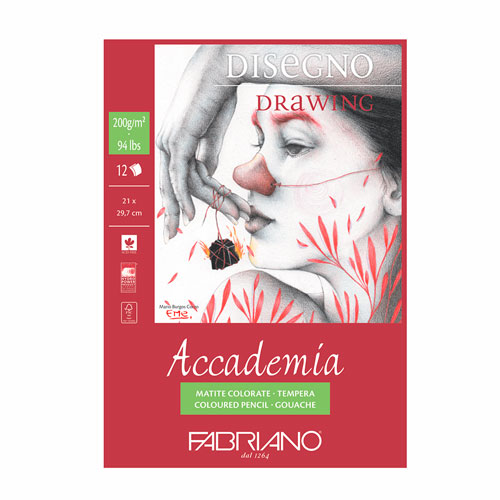 DISEGNO
DRAWING
200g/m²
94 lbs
12
21 x
29,7 cm
Accademia
MATITE COLORATE · TEMPERA
COLOURED PENCIL · GOUACHE
FABRIANO
dal 1264